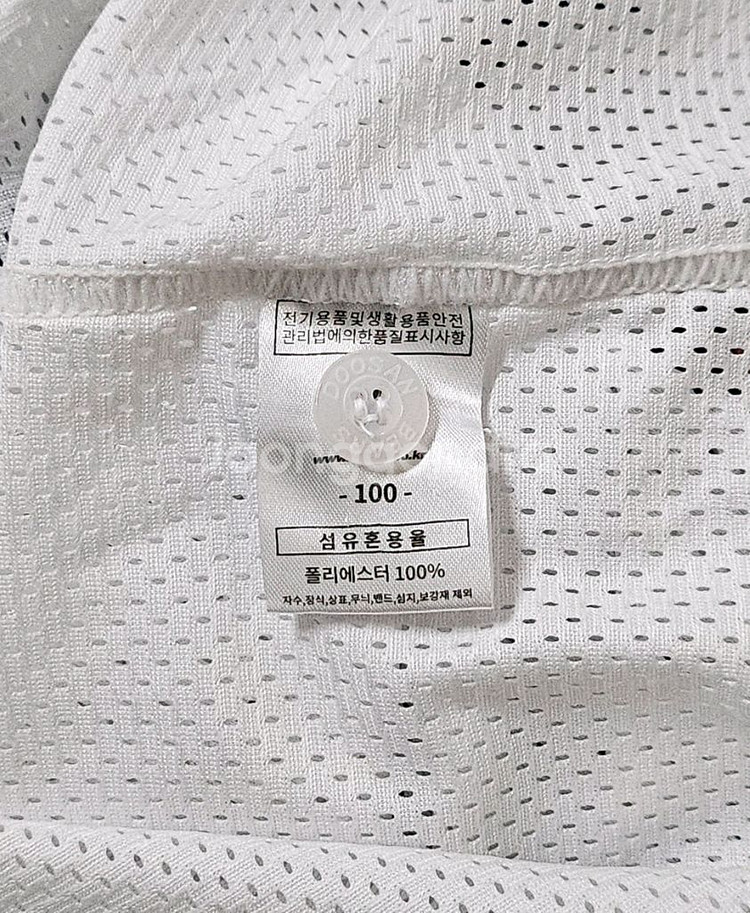 전기용품및생활용품안전
관리법에의한품질표시사항
DOOSAN
- 100 -
섬유혼용율
폴리에스터 100%
자수,장식,상표,무늬,밴드,심지,보강재 제외